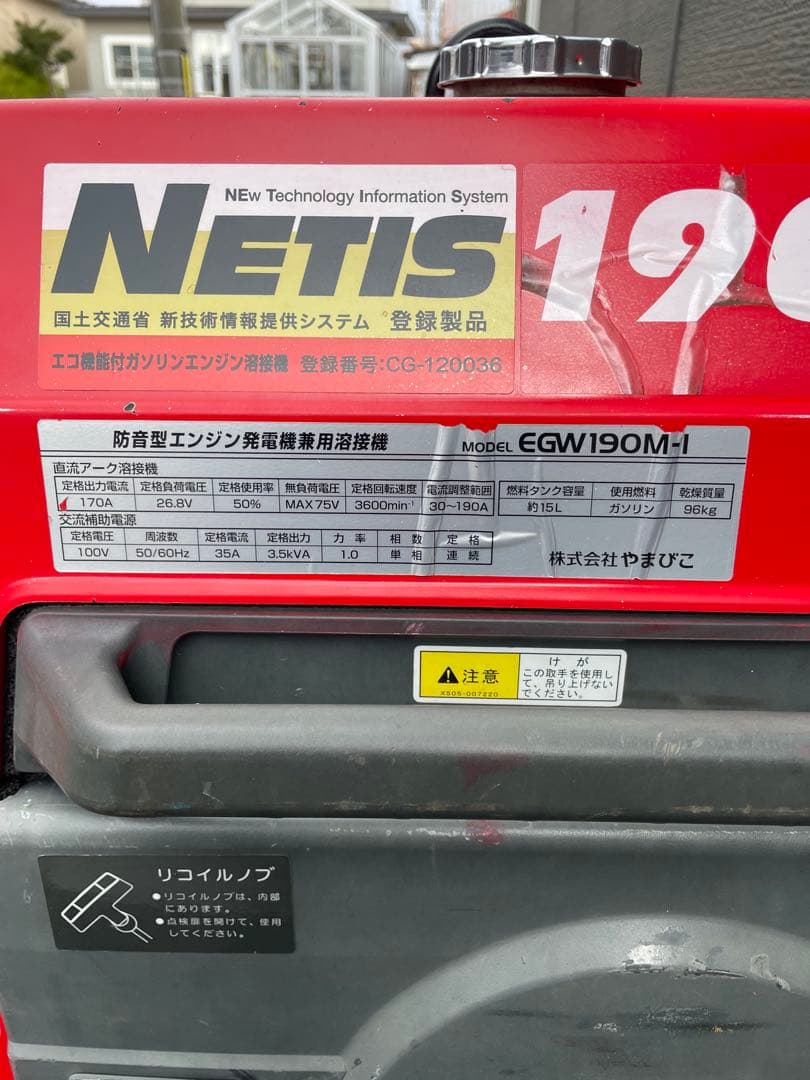 NEw Technology Information System
NETIS
国土交通省 新技術情報提供システム 登録製品
エコ機能付ガソリンエンジン溶接機 登録番号:CG-120036
190
防音型エンジン発電機兼用溶接機 MODEL EGW190M-I
直流アーク溶接機
定格出力電流 定格負荷電圧 定格使用率 無負荷電圧 定格回転速度 電流調整範囲 燃料タンク容量 使用燃料 乾燥質量
170A 26.8V 50% MAX75V 3600min⁻¹ 30～190A 約15L ガソリン 96kg
交流補助電源
定格電圧 周波数 定格電流 定格出力 力率 相数 定格
100V 50/60Hz 35A 3.5kVA 1.0 単相 連続
株式会社 やまびこ
注意
X505-007220
けが
この取手を使用し
て、吊り上げない
でください。
リコイルノブ
●リコイルノブは、内部
にあります。
●点検扉を開けて、使用
してください。